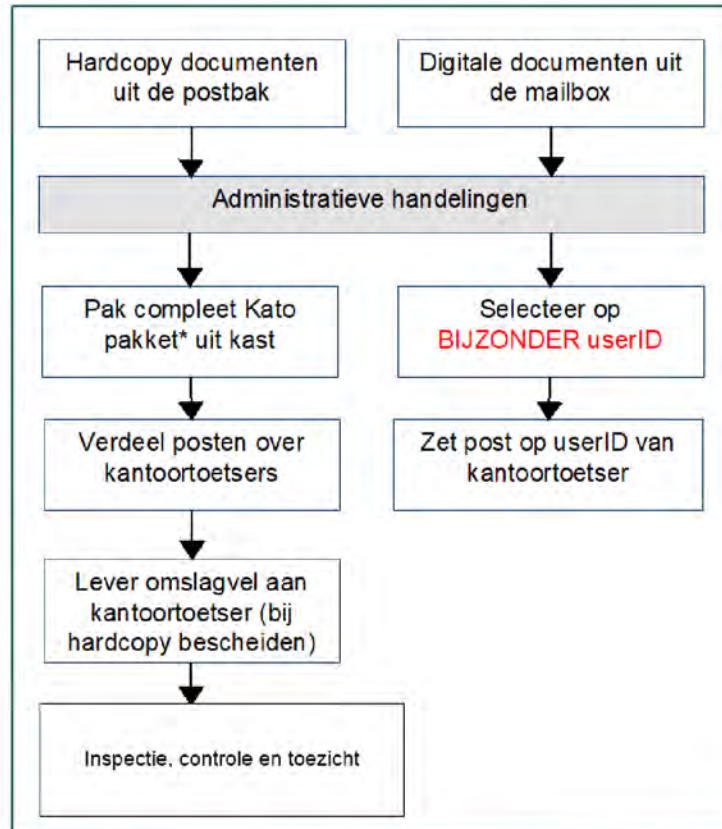 Hardcopy documenten
uit de postbak
Digitale documenten uit
de mailbox
Administratieve handelingen
Pak compleet Kato
pakket* uit kast
Selecteer op
BIJZONDER userID
Verdeel posten over
kantoortoetsers
Zet post op userID van
kantoortoetser
Lever omslagvel aan
kantoortoetser (bij
hardcopy bescheiden)
Inspectie, controle en toezicht